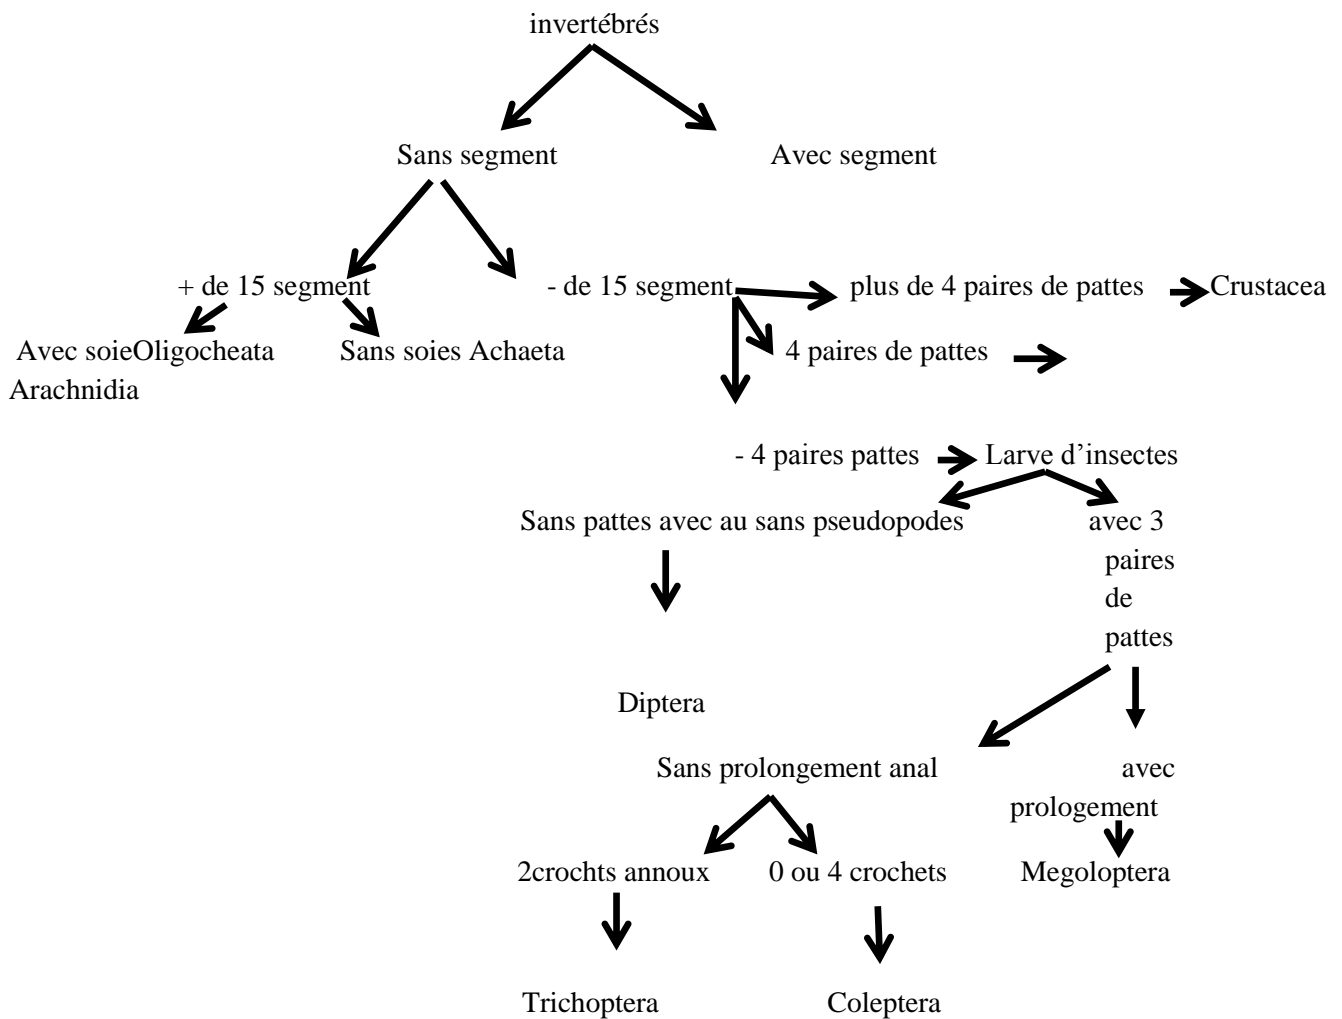 invertébrés
Sans segment
Avec segment
+ de 15 segment
- de 15 segment
plus de 4 paires de pattes
Crustacea
Avec soieOligocheata
Sans soies Achaeta
4 paires de pattes
Arachnidia
- 4 paires pattes
Larve d’insectes
Sans pattes avec au sans pseudopodes
avec 3
paires
de
pattes
Diptera
Sans prolongement anal
avec
prologement
2crochts annoux
0 ou 4 crochets
Megoloptera
Trichoptera
Coleptera